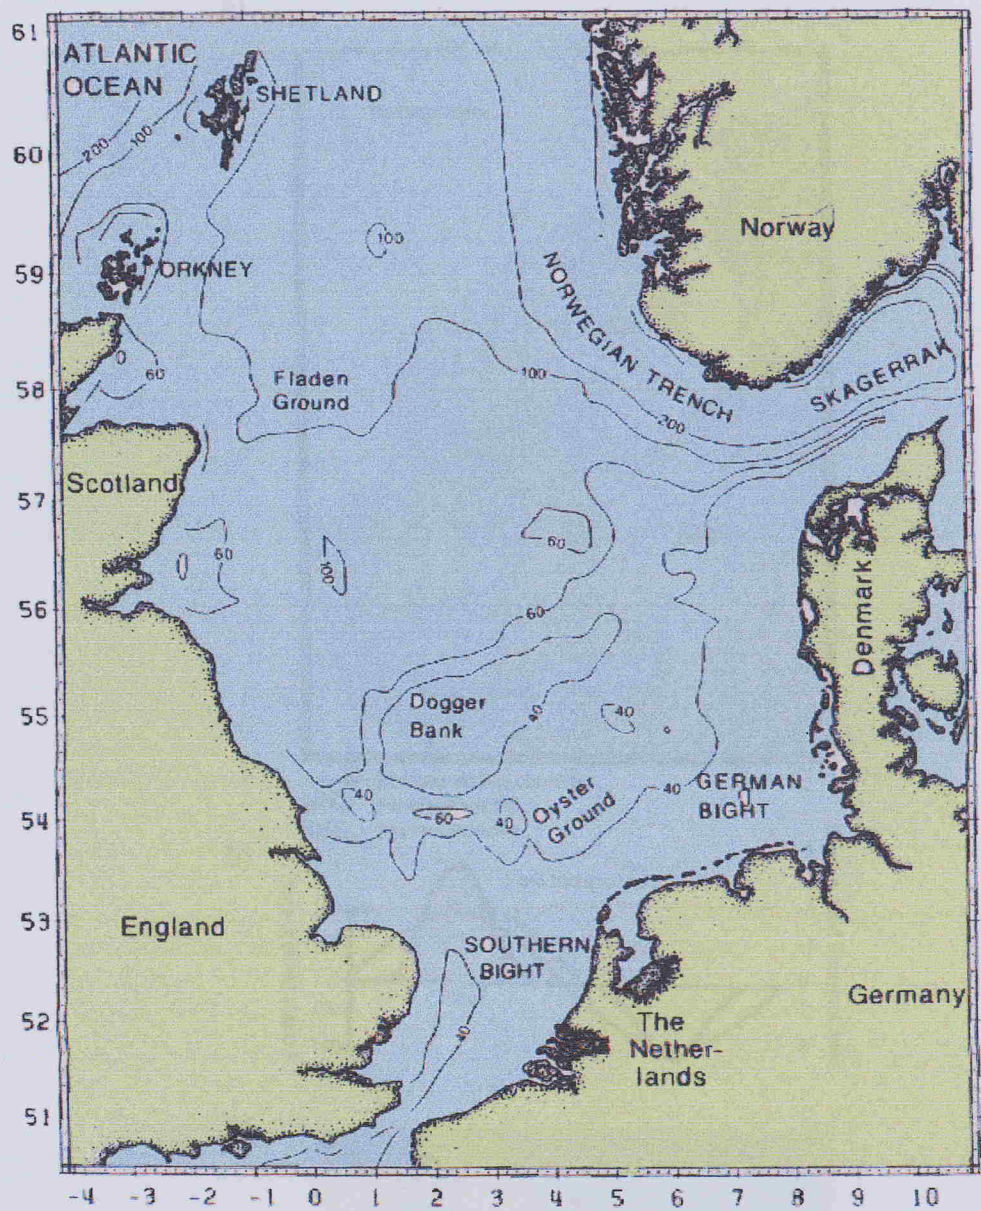 61
ATLANTIC
OCEAN
SHETLAND
200
100
60
100
Norway
59
ORKNEY
NORWEGIAN TRENCH
SKAGERRAK
0
60
58
Fladen
Ground
100
200
57
Scotland
60
100
60
56
60
Denmark
55
Dogger
Bank
40
40
54
40
60
40
Oyster
Ground
40
GERMAN
BIGHT
53
England
SOUTHERN
BIGHT
52
40
Germany
The
Nether-
lands
51
-4 -3 -2 -1 0 1 2 3 4 5 6 7 8 9 10